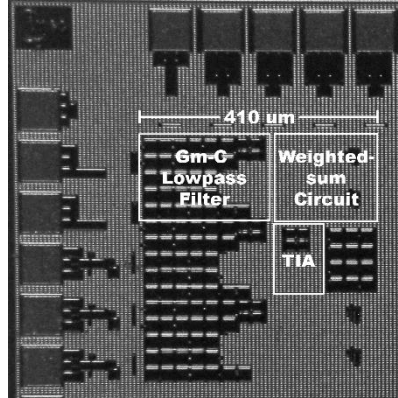 410 um
Gm-C
Lowpass
Filter
Weighted-
sum
Circuit
TIA